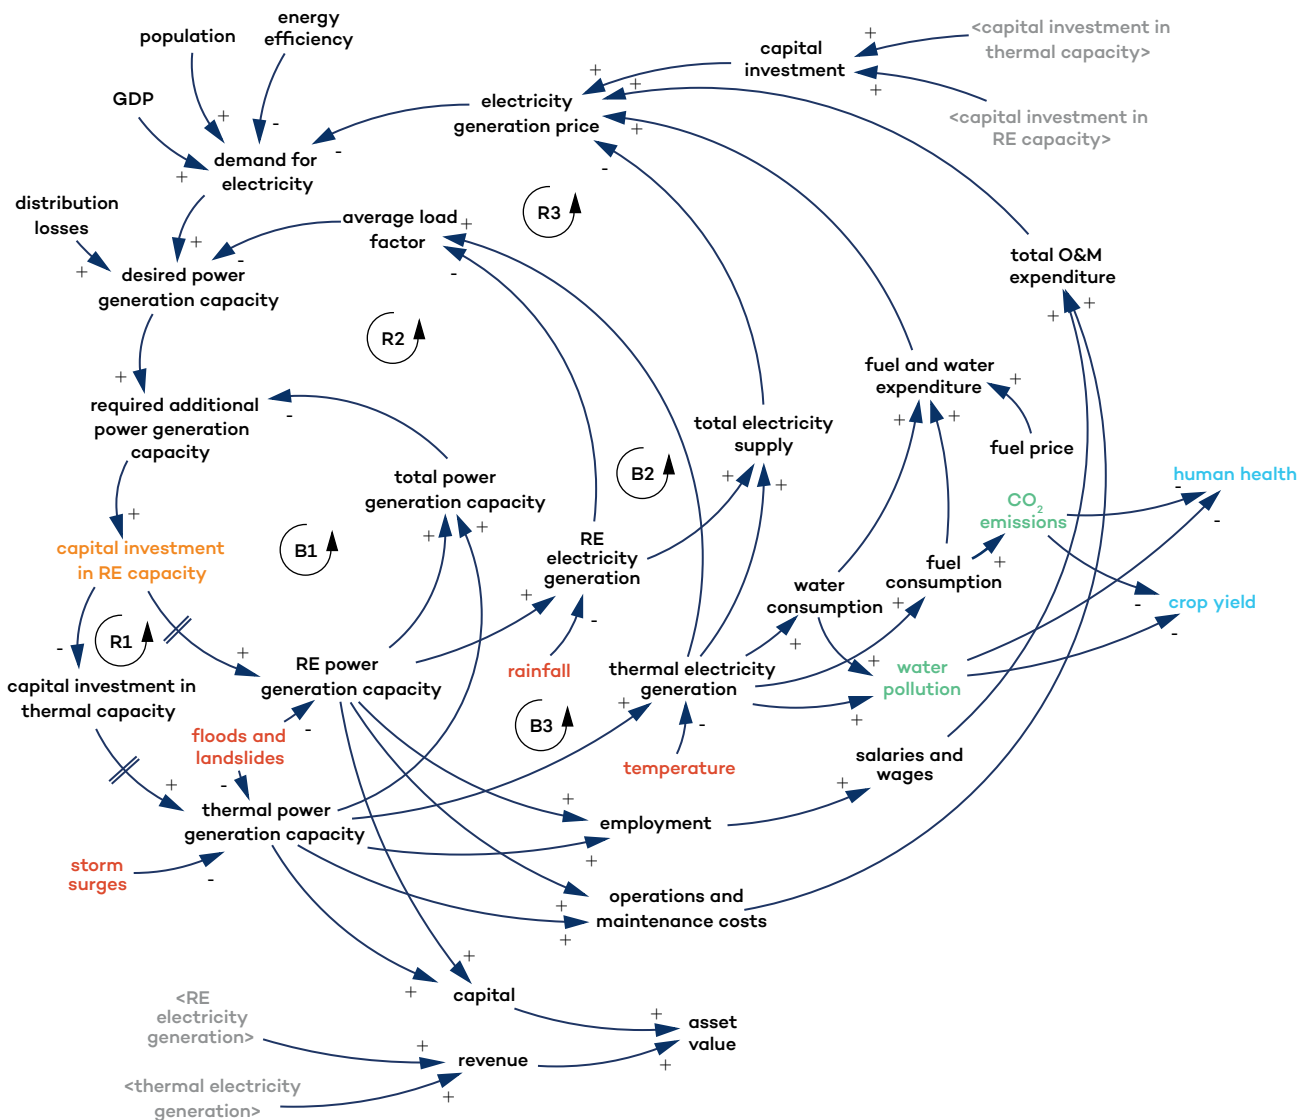 energy
efficiency
population
GDP
demand for
electricity
distribution
losses
desired power
generation capacity
average load
factor
electricity
generation price
capital
investment
<capital investment in
thermal capacity>
<capital investment in
RE capacity>
R3
R2
total O&M
expenditure
required additional
power generation
capacity
total power
generation capacity
B2
total electricity
supply
fuel and water
expenditure
fuel price
human health
CO2
emissions
capital investment
in RE capacity
B1
RE
electricity
generation
water
consumption
fuel
consumption
crop yield
R1
capital investment in
thermal capacity
RE power
generation capacity
rainfall
thermal electricity
generation
water
pollution
floods and
landslides
B3
temperature
salaries and
wages
thermal power
generation capacity
employment
storm
surges
operations and
maintenance costs
capital
asset
value
<RE
electricity
generation>
revenue
<thermal electricity
generation>